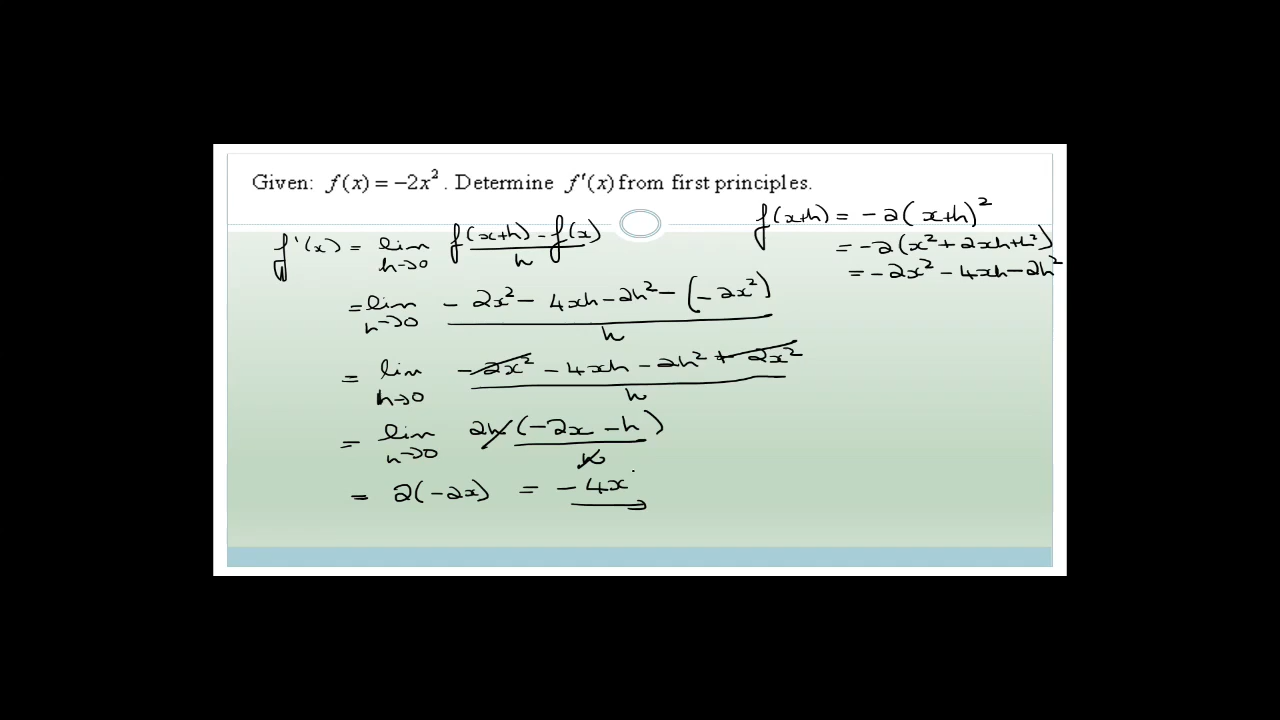 Given: f(x) = −2x². Determine f'(x) from first principles.
f(x+h) = −2(x+h)²
= −2(x² + 2xh + h²)
= −2x² − 4xh − 2h²
f'(x) = lim h→0 f(x+h) − f(x) / h
= lim h→0 −2x² − 4xh − 2h² − (−2x²) / h
= lim h→0 −2x² − 4xh − 2h² + 2x² / h
= lim h→0 2h(−2x − h) / h
= 2(−2x) = −4x